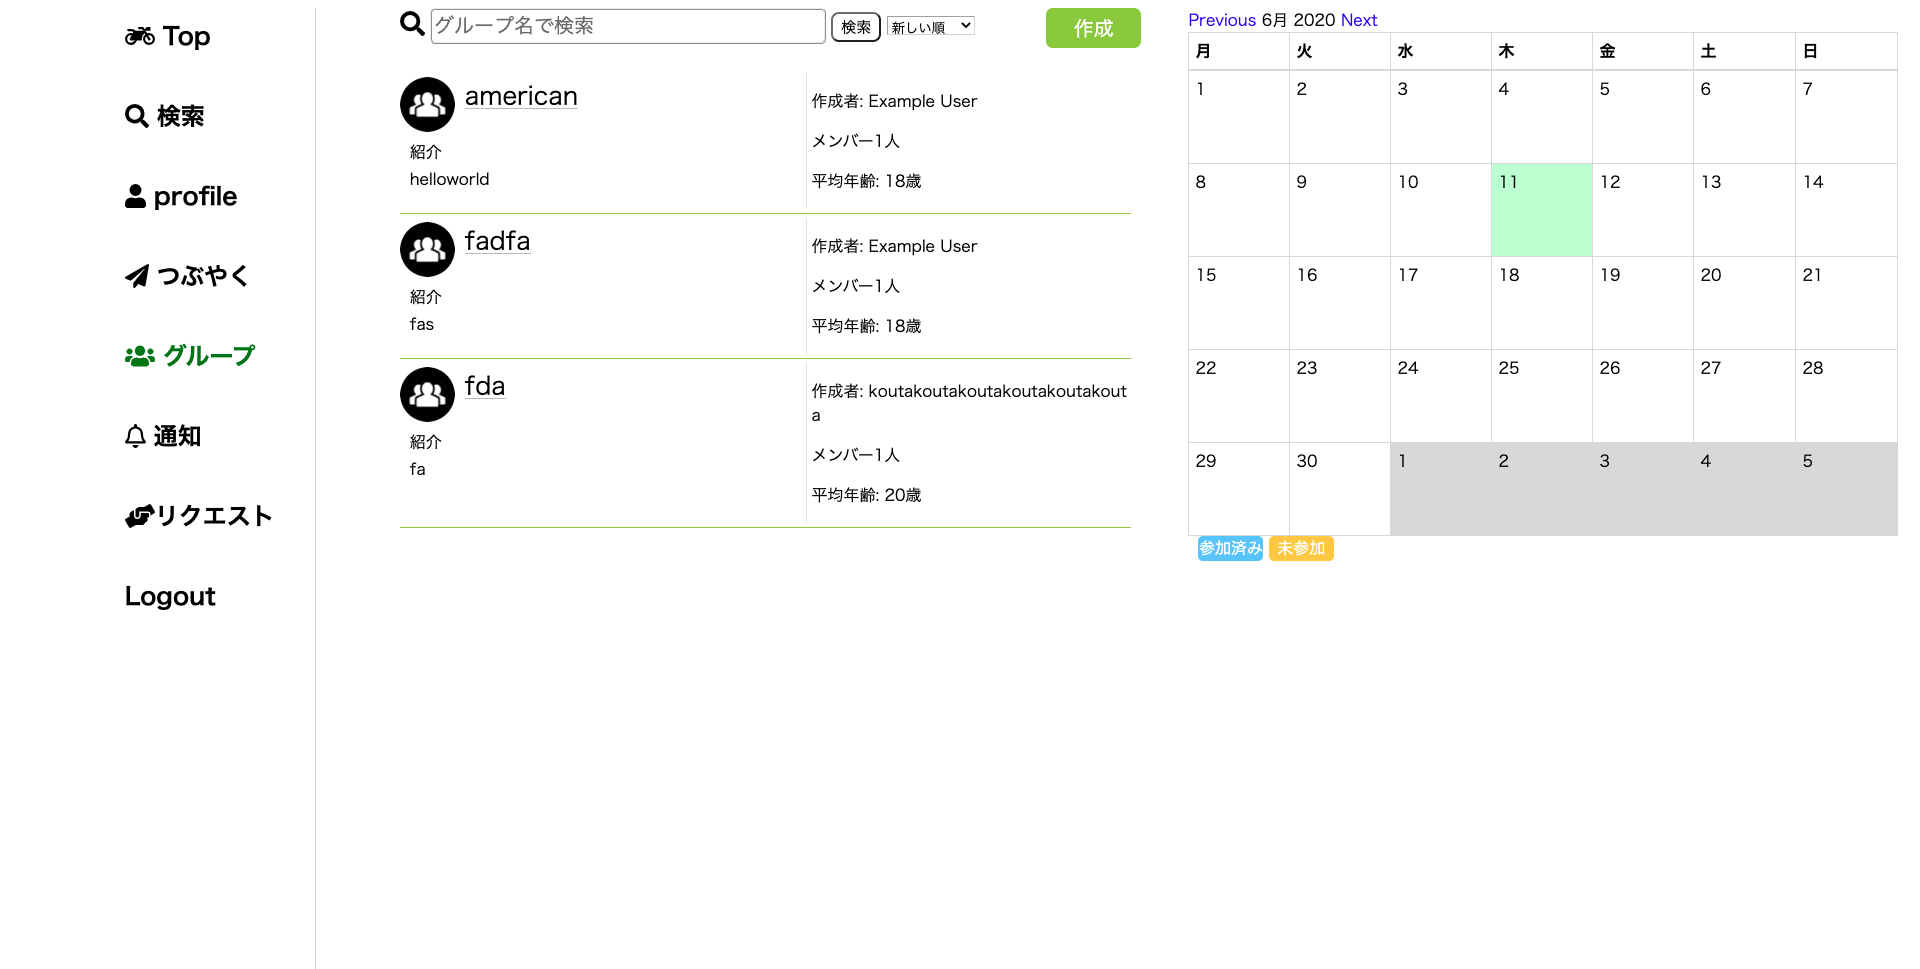 Top
検索
profile
つぶやく
グループ
通知
リクエスト
Logout
グループ名で検索 検索 新しい順 作成
american
紹介
helloworld
作成者: Example User
メンバー1人
平均年齢: 18歳
fadfa
紹介
fas
作成者: Example User
メンバー1人
平均年齢: 18歳
fda
紹介
fa
作成者: koutakoutakoutakoutakoutakout
a
メンバー1人
平均年齢: 20歳
Previous 6月 2020 Next
月 火 水 木 金 土 日
1 2 3 4 5 6 7
8 9 10 11 12 13 14
15 16 17 18 19 20 21
22 23 24 25 26 27 28
29 30 1 2 3 4 5
参加済み 未参加